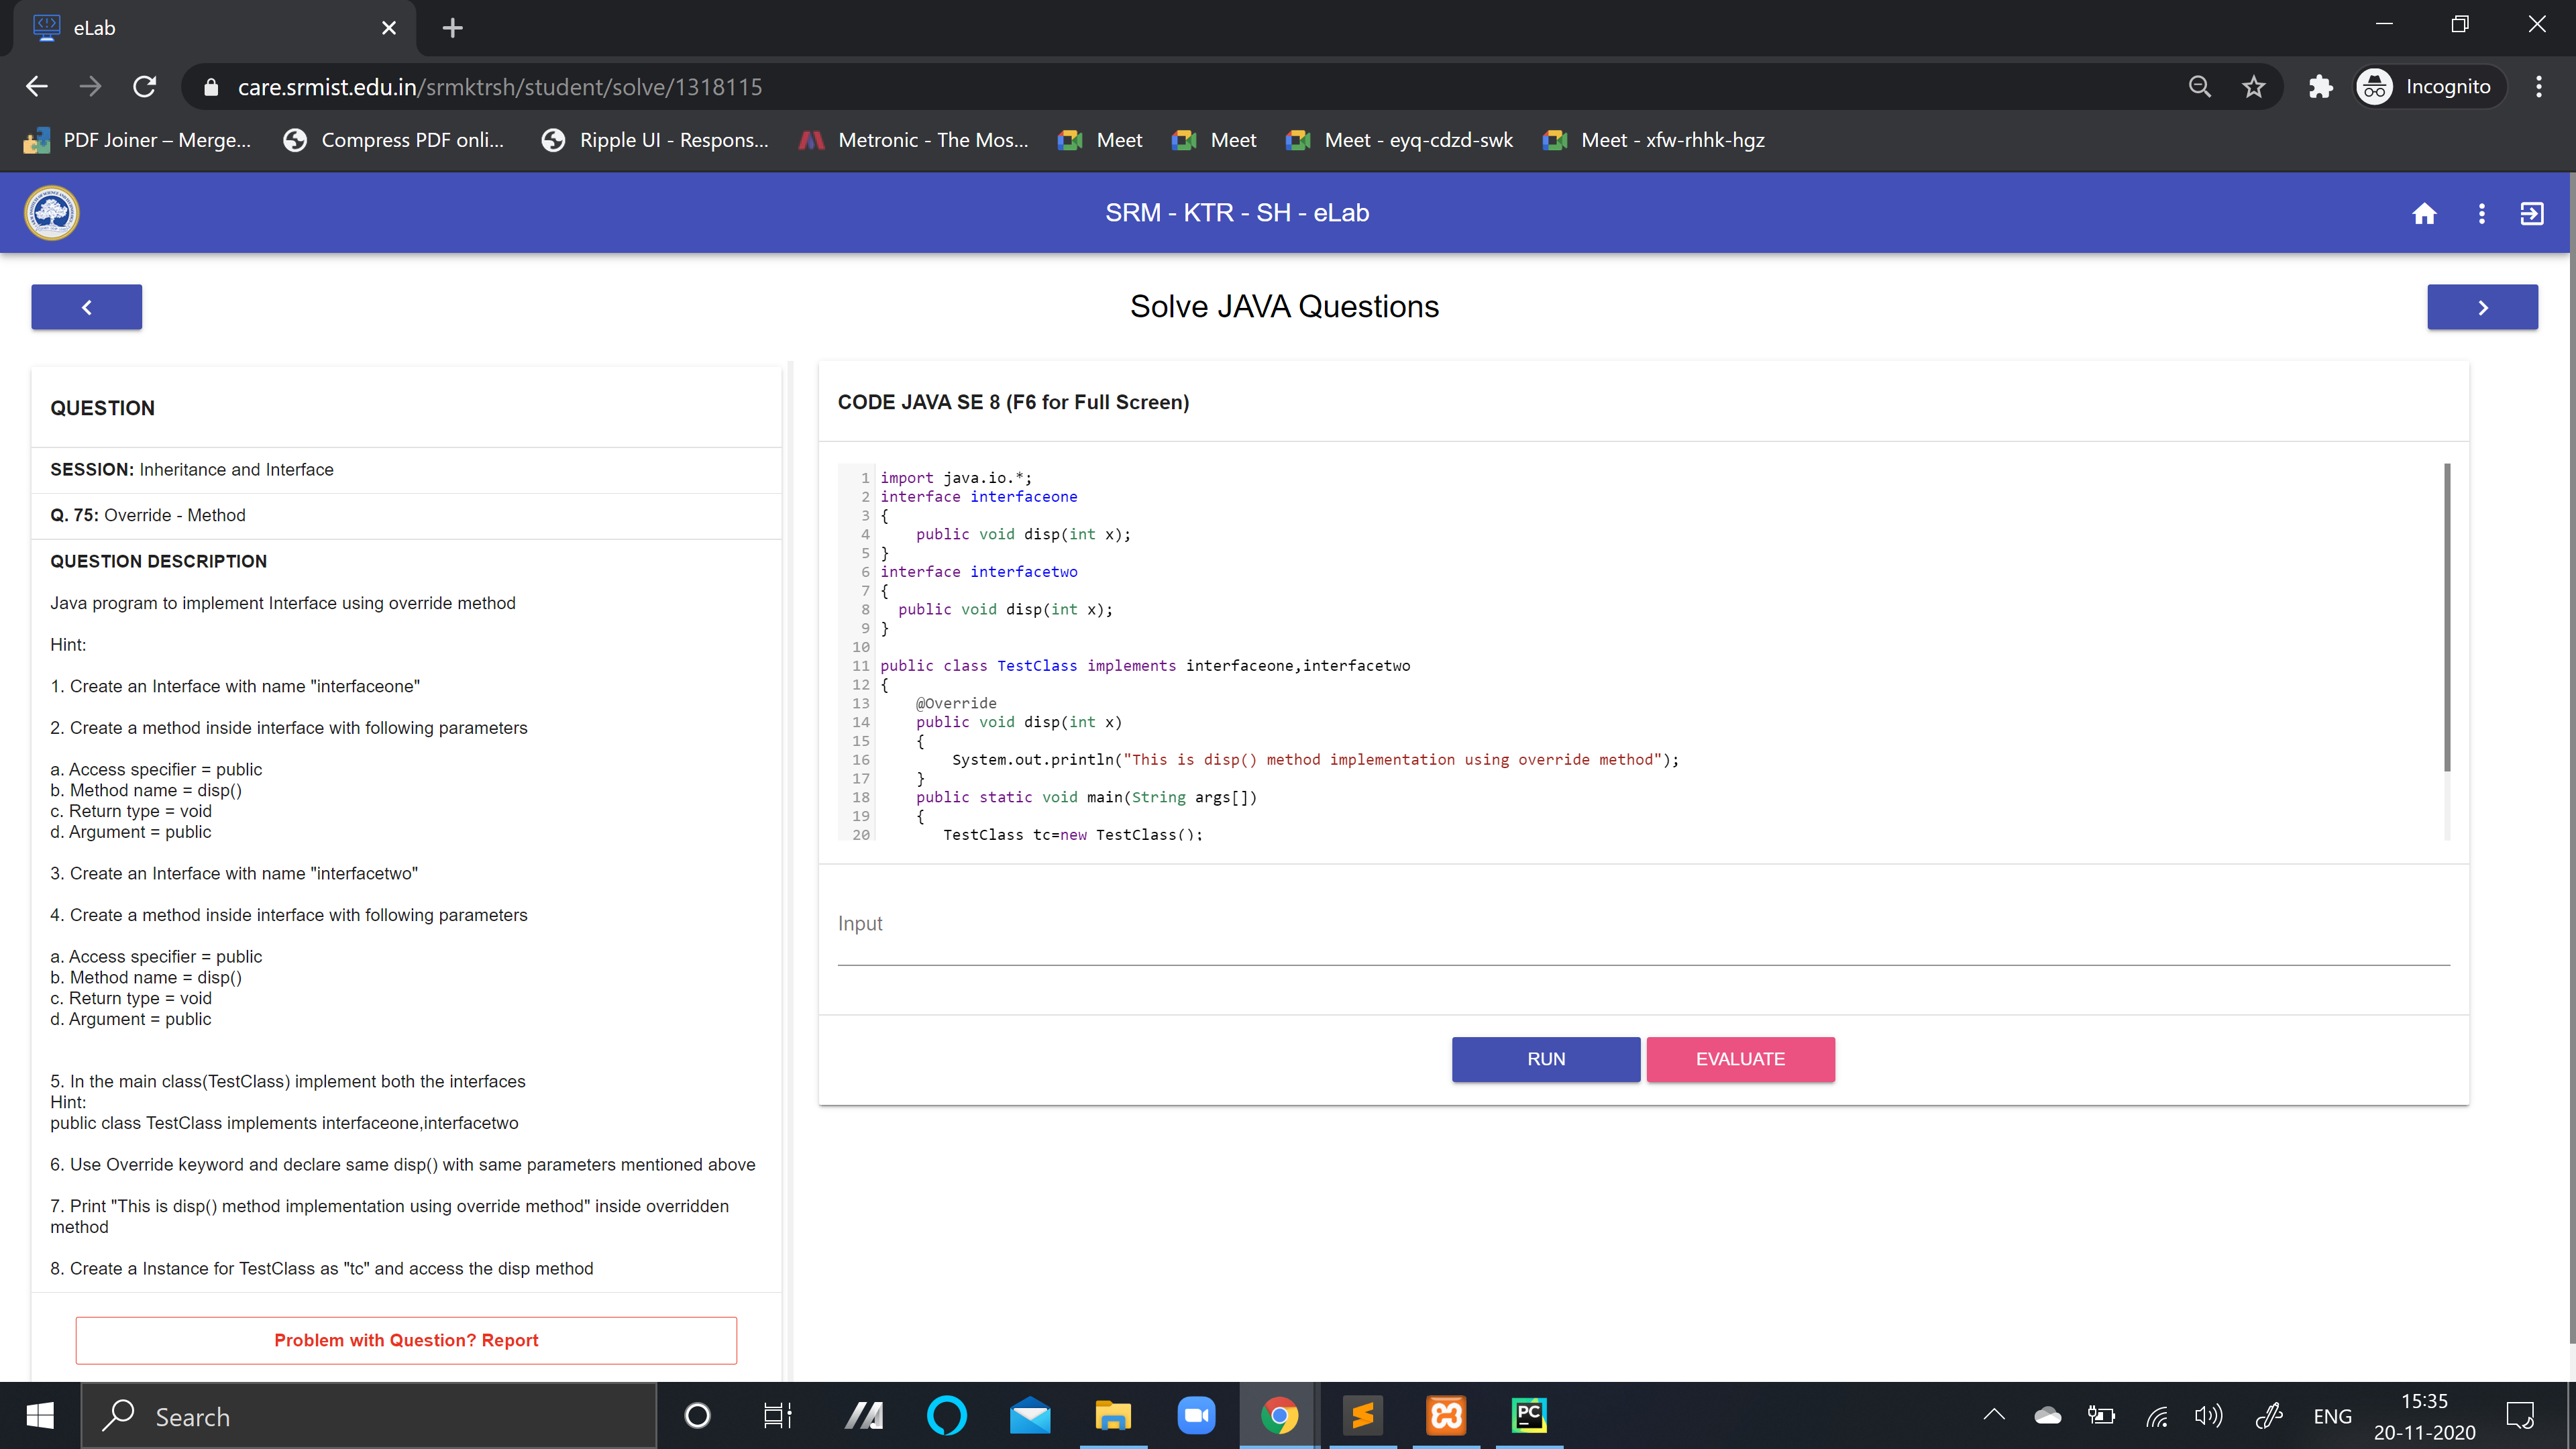 eLab
care.srmist.edu.in/srmktrsh/student/solve/1318115
Incognito
PDF Joiner – Merge...
Compress PDF onli...
Ripple UI - Respons...
Metronic - The Mos...
Meet
Meet
Meet - eyq-cdzd-swk
Meet - xfw-rhhk-hgz
SRM - KTR - SH - eLab
Solve JAVA Questions
QUESTION
SESSION: Inheritance and Interface
Q. 75: Override - Method
QUESTION DESCRIPTION
Java program to implement Interface using override method
Hint:
1. Create an Interface with name "interfaceone"
2. Create a method inside interface with following parameters
a. Access specifier = public
b. Method name = disp()
c. Return type = void
d. Argument = public
3. Create an Interface with name "interfacetwo"
4. Create a method inside interface with following parameters
a. Access specifier = public
b. Method name = disp()
c. Return type = void
d. Argument = public
5. In the main class(TestClass) implement both the interfaces
Hint:
public class TestClass implements interfaceone,interfacetwo
6. Use Override keyword and declare same disp() with same parameters mentioned above
7. Print "This is disp() method implementation using override method" inside overridden
method
8. Create a Instance for TestClass as "tc" and access the disp method
Problem with Question? Report
CODE JAVA SE 8 (F6 for Full Screen)
1 import java.io.*;
2 interface interfaceone
3 {
4     public void disp(int x);
5 }
6 interface interfacetwo
7 {
8   public void disp(int x);
9 }
10
11 public class TestClass implements interfaceone,interfacetwo
12 {
13     @Override
14     public void disp(int x)
15     {
16         System.out.println("This is disp() method implementation using override method");
17     }
18     public static void main(String args[])
19     {
20        TestClass tc=new TestClass();
Input
RUN
EVALUATE
Search
PC
ENG
15:35
20-11-2020